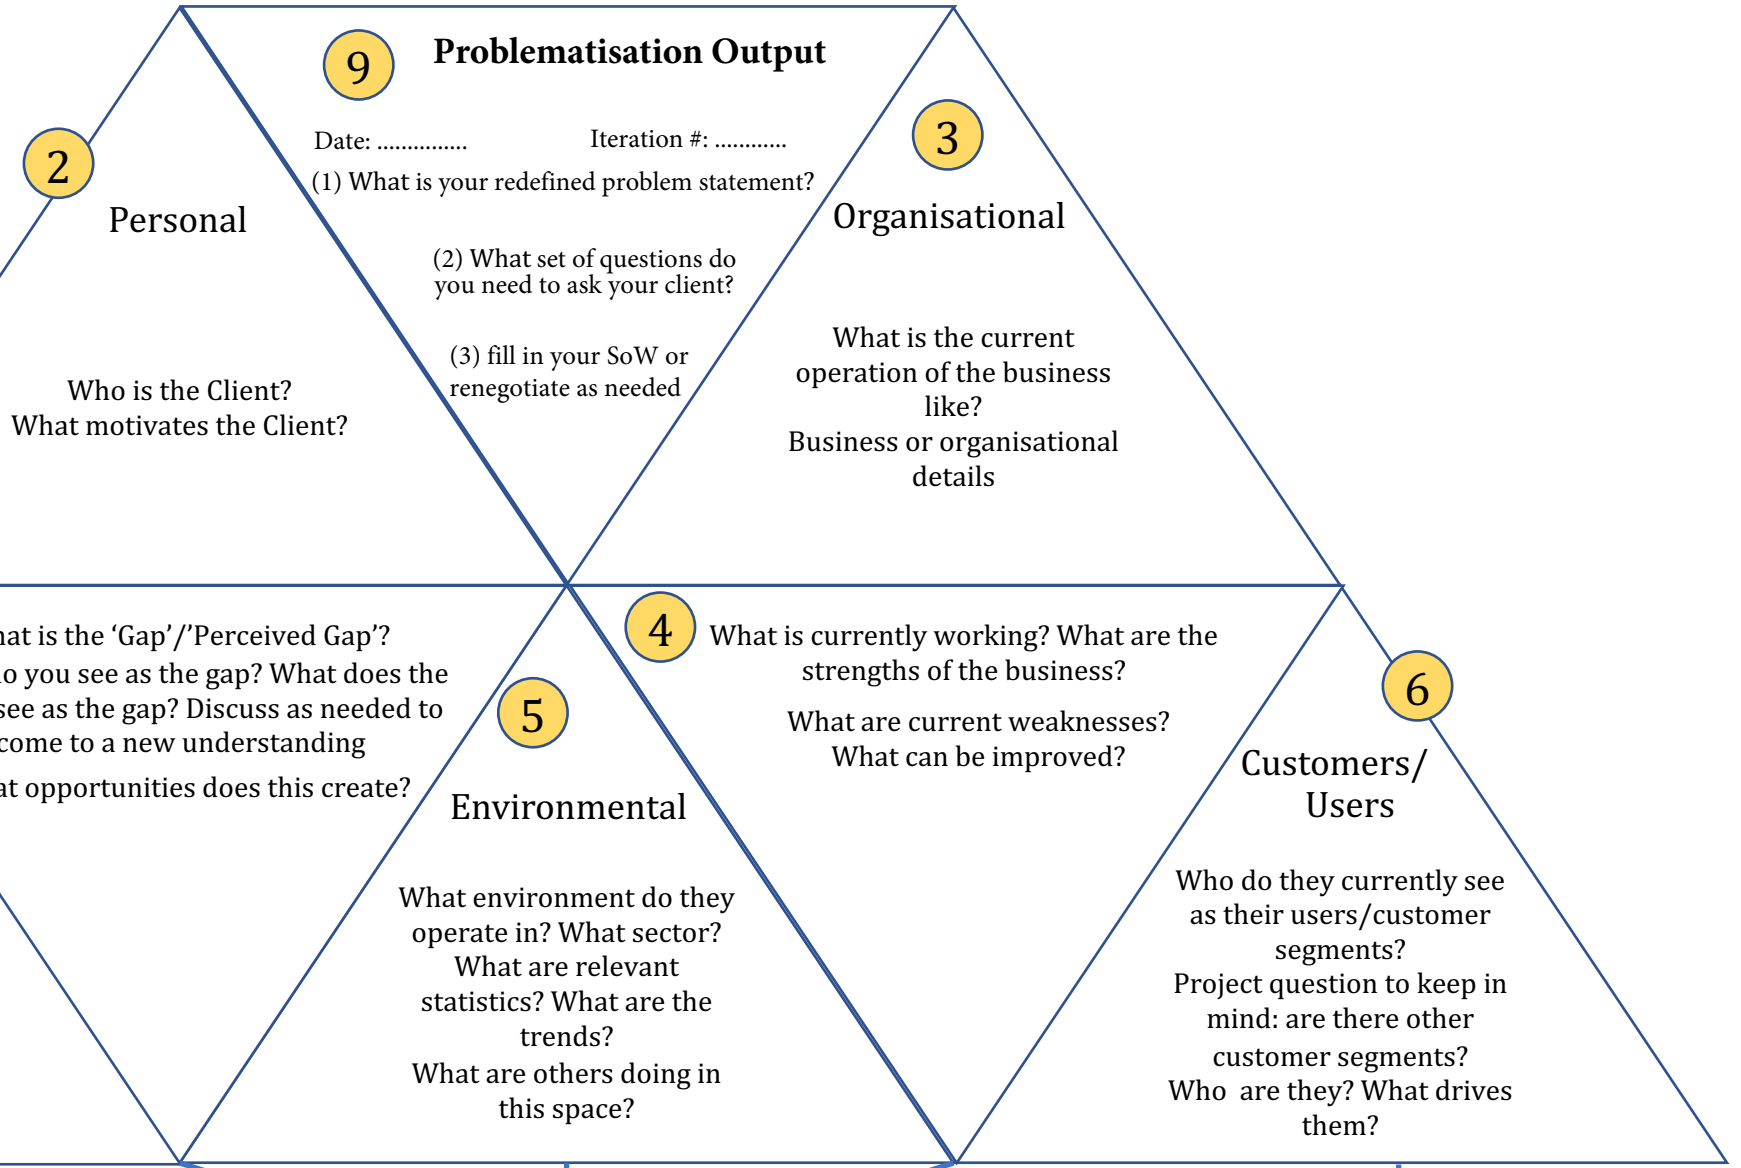 9
Problematisation Output
Date: ...............
Iteration #: ............
(1) What is your redefined problem statement?
(2) What set of questions do
you need to ask your client?
(3) fill in your SoW or
renegotiate as needed
2
Personal
Who is the Client?
What motivates the Client?
3
Organisational
What is the current
operation of the business
like?
Business or organisational
details
is the ‘Gap’/’Perceived Gap’?
you see as the gap? What does the
see as the gap? Discuss as needed to
come to a new understanding
opportunities does this create?
5
Environmental
What environment do they
operate in? What sector?
What are relevant
statistics? What are the
trends?
What are others doing in
this space?
4
What is currently working? What are the
strengths of the business?
What are current weaknesses?
What can be improved?
6
Customers/
Users
Who do they currently see
as their users/customer
segments?
Project question to keep in
mind: are there other
customer segments?
Who  are they? What drives
them?